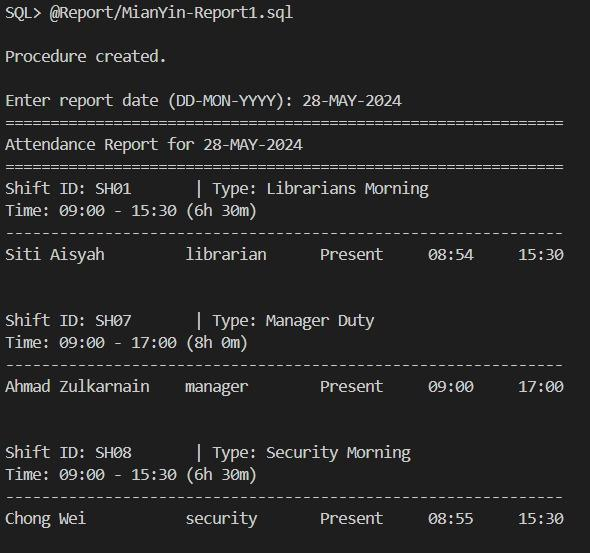 SQL> @Report/MianYin-Report1.sql
Procedure created.
Enter report date (DD-MON-YYYY): 28-MAY-2024
==============================================================
Attendance Report for 28-MAY-2024
==============================================================
Shift ID: SH01       | Type: Librarians Morning
Time: 09:00 - 15:30 (6h 30m)
--------------------------------------------------------------
Siti Aisyah         librarian      Present     08:54     15:30
Shift ID: SH07       | Type: Manager Duty
Time: 09:00 - 17:00 (8h 0m)
--------------------------------------------------------------
Ahmad Zulkarnain    manager        Present     09:00     17:00
Shift ID: SH08       | Type: Security Morning
Time: 09:00 - 15:30 (6h 30m)
--------------------------------------------------------------
Chong Wei           security       Present     08:55     15:30